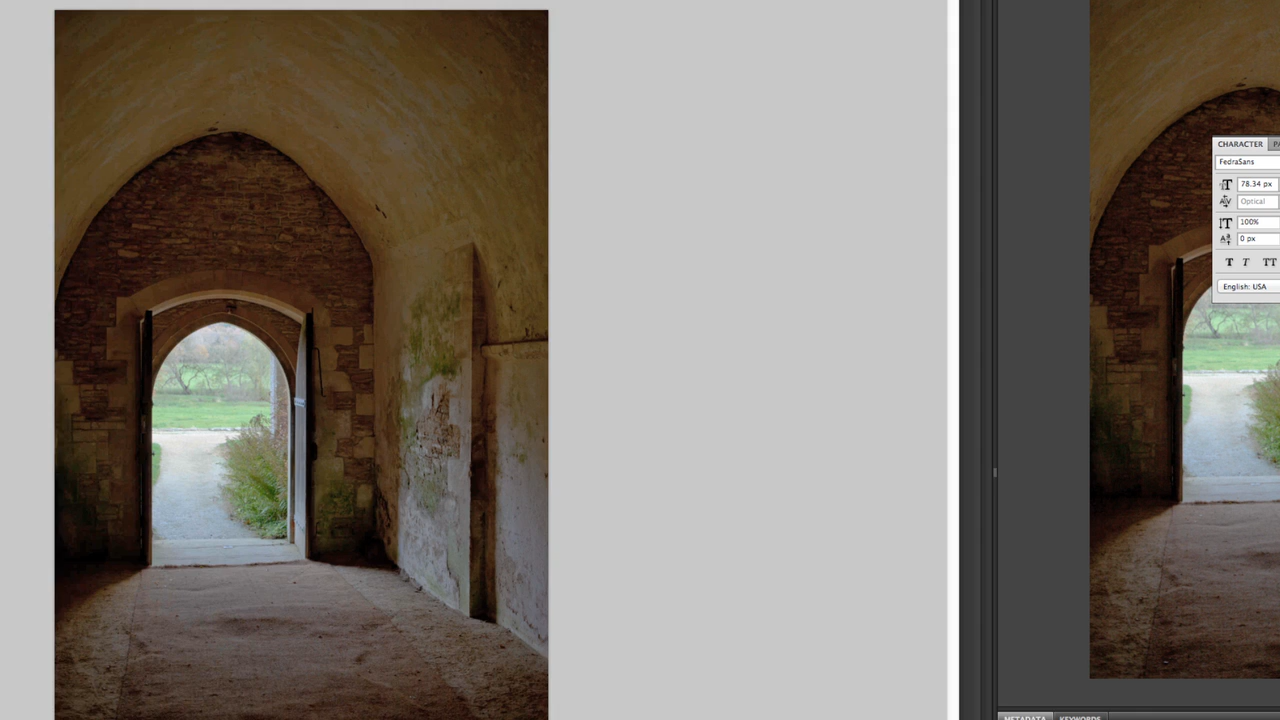 CHARACTER
FedraSans
78.34 px
Optical
100%
0 px
T T TT
English: USA
METADATA KEYWORDS